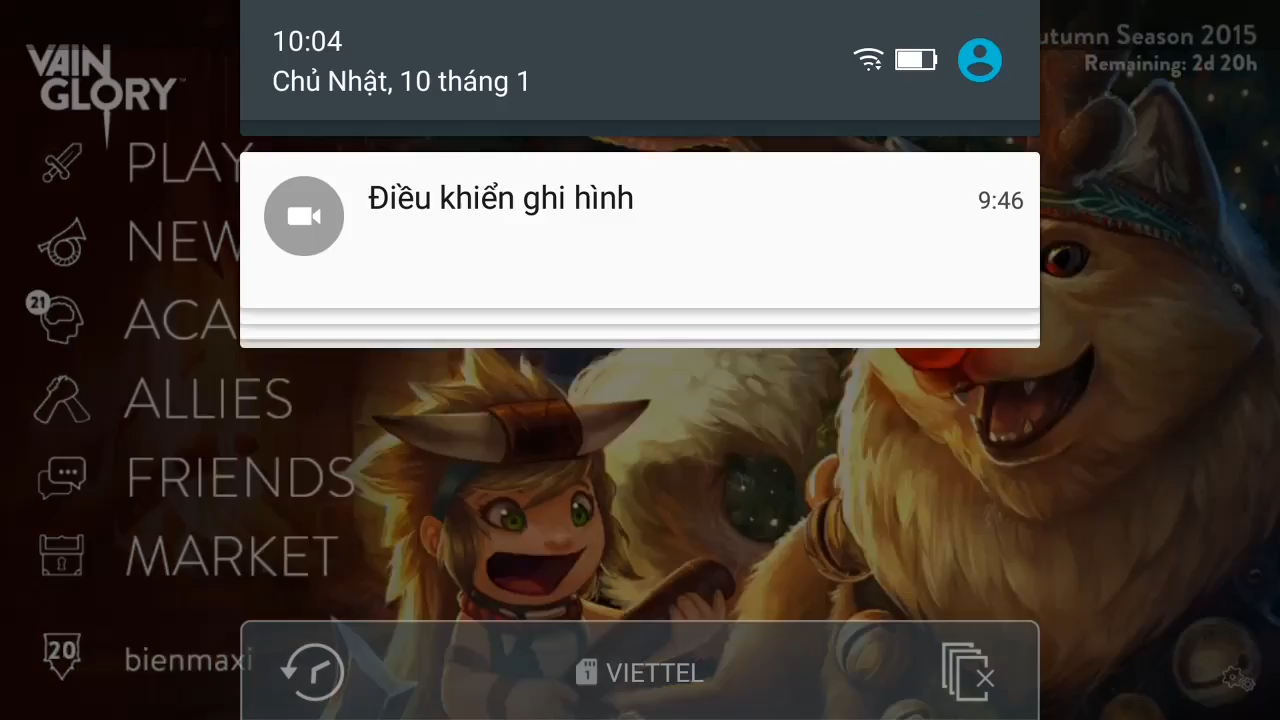 10:04
Chủ Nhật, 10 tháng 1
utumn Season 2015
Remaining: 2d 20h
VAIN
GLORY
PLAY
Điều khiển ghi hình
9:46
NEW
21
ACA
ALLIES
FRIENDS
MARKET
20
bienmaxi
1
VIETTEL